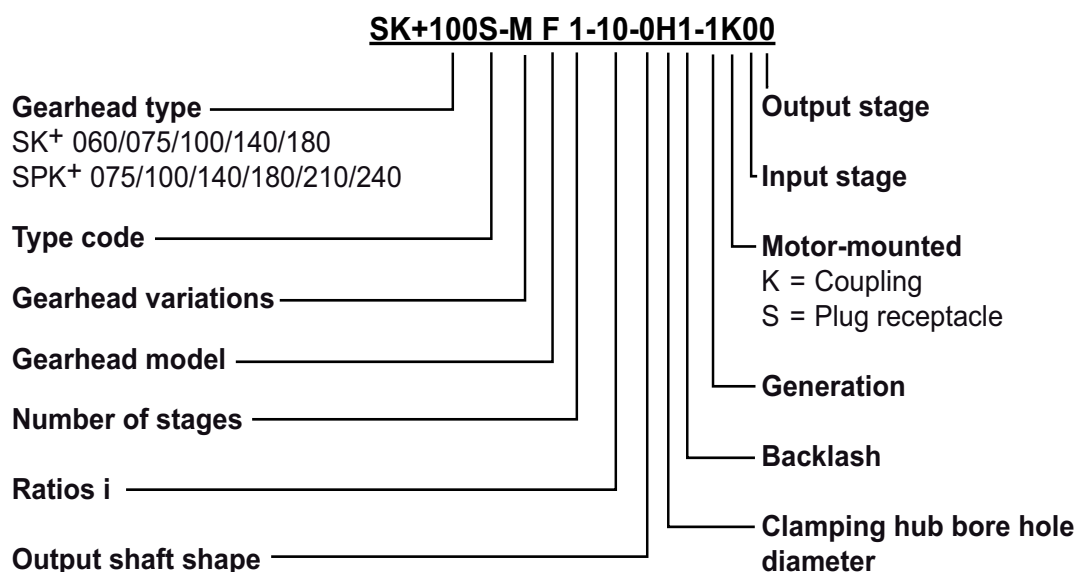 SK+100S-M F 1-10-0H1-1K00
Gearhead type
SK+ 060/075/100/140/180
SPK+ 075/100/140/180/210/240
Type code
Gearhead variations
Gearhead model
Number of stages
Ratios i
Output shaft shape
Output stage
Input stage
Motor-mounted
K = Coupling
S = Plug receptacle
Generation
Backlash
Clamping hub bore hole
diameter